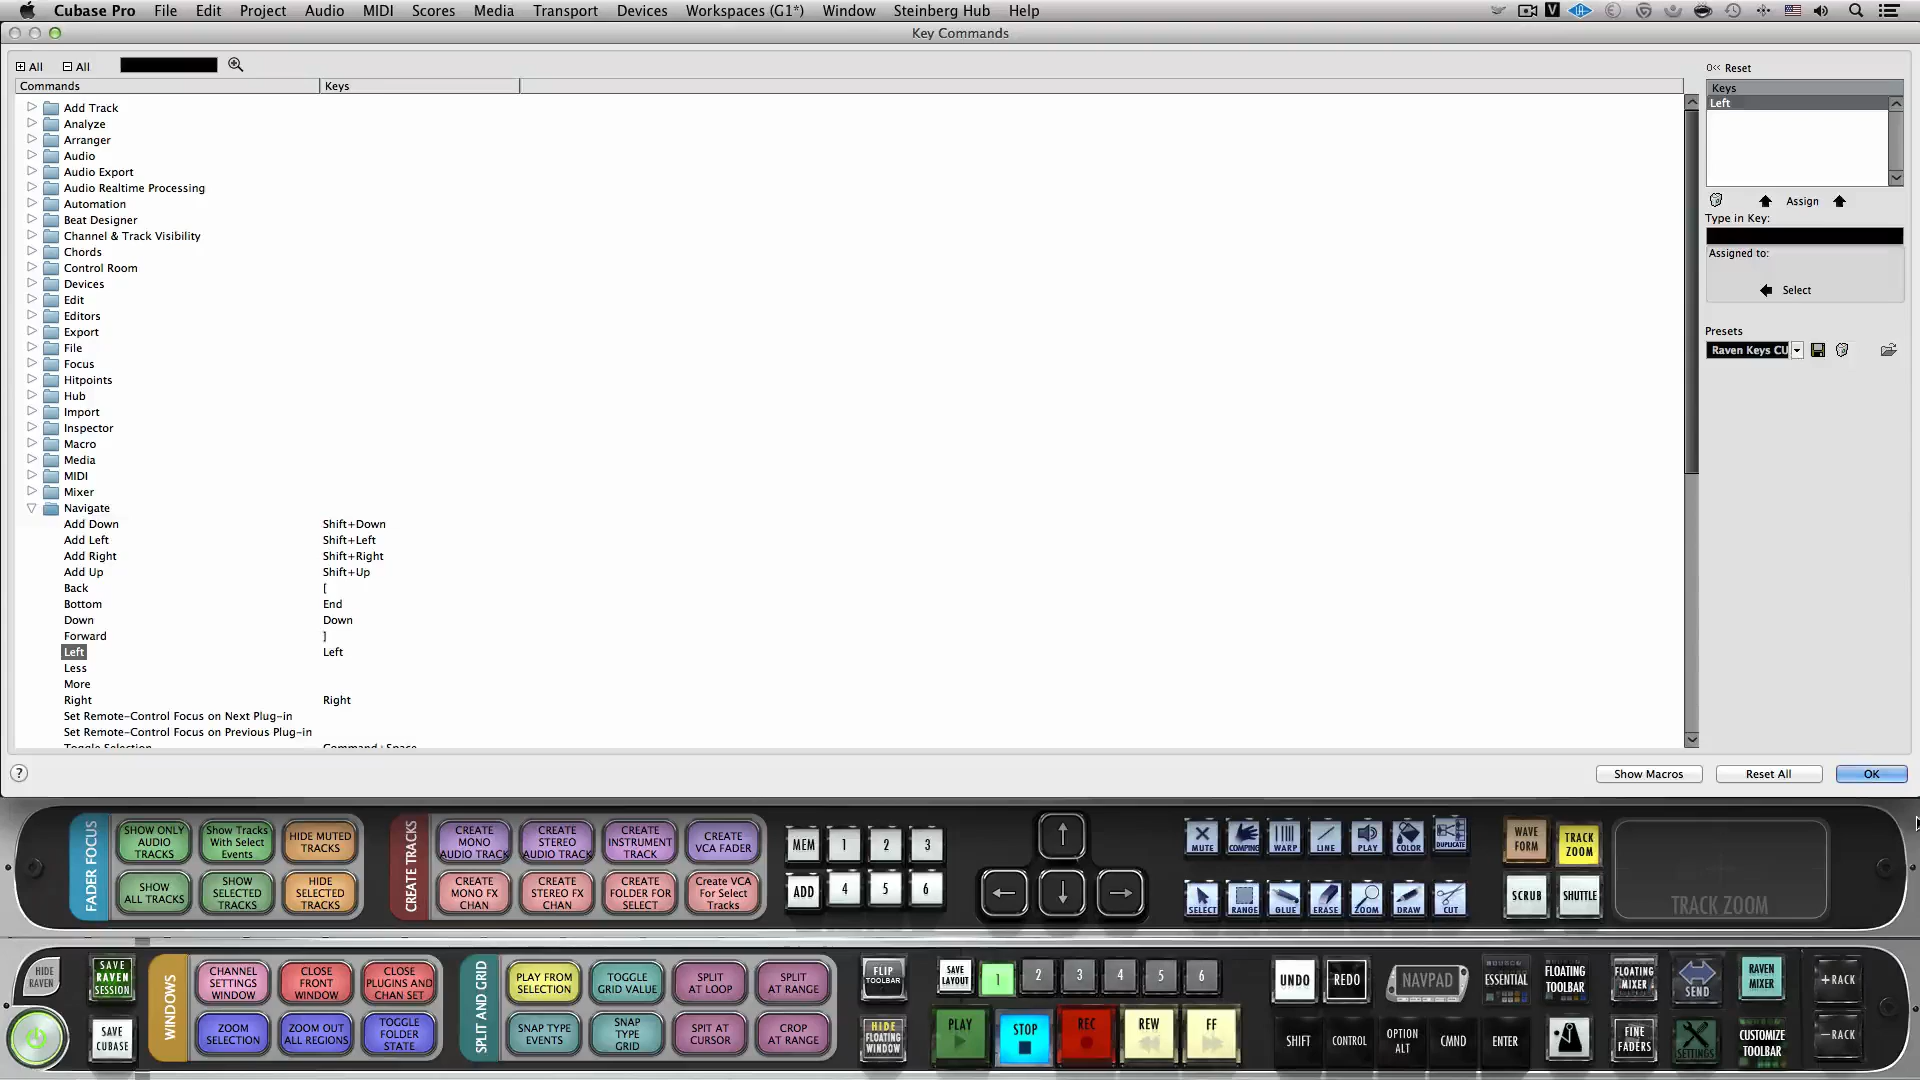 Cubase Pro File Edit Project Audio MIDI Scores Media Transport Devices Workspaces (G1*) Window Steinberg Hub Help
Key Commands
All All
Commands Keys
Add Track
Analyze
Arranger
Audio
Audio Export
Audio Realtime Processing
Automation
Beat Designer
Channel & Track Visibility
Chords
Control Room
Devices
Edit
Editors
Export
File
Focus
Hitpoints
Hub
Import
Inspector
Macro
Media
MIDI
Mixer
Navigate
Add Down Shift+Down
Add Left Shift+Left
Add Right Shift+Right
Add Up Shift+Up
Back [
Bottom End
Down Down
Forward ]
Left Left
Less
More
Right Right
Set Remote-Control Focus on Next Plug-in
Set Remote-Control Focus on Previous Plug-in
Toggle Selection Command+Space
0<< Reset
Keys
Left
Assign
Type in Key:
Assigned to:
Select
Presets
Raven Keys CU
? Show Macros Reset All OK
FADER FOCUS
SHOW ONLY
AUDIO
TRACKS
Show Tracks
With Select
Events
HIDE MUTED
TRACKS
SHOW
ALL TRACKS
SHOW
SELECTED
TRACKS
HIDE
SELECTED
TRACKS
CREATE TRACKS
CREATE
MONO
AUDIO TRACK
CREATE
STEREO
AUDIO TRACK
CREATE
INSTRUMENT
TRACK
CREATE
VCA FADER
CREATE
MONO FX
CHAN
CREATE
STEREO FX
CHAN
CREATE
FOLDER FOR
SELECT
Create VCA
For Select
Tracks
MEM 1 2 3
ADD 4 5 6
MUTE COMPING WARP LINE PLAY COLOR DUPLICATE
SELECT RANGE GLUE ERASE ZOOM DRAW CUT
WAVE
FORM
TRACK
ZOOM
SCRUB SHUTTLE
TRACK ZOOM
HIDE
RAVEN
SAVE
RAVEN
SESSION
SAVE
CUBASE
WINDOWS
CHANNEL
SETTINGS
WINDOW
CLOSE
FRONT
WINDOW
CLOSE
PLUGINS AND
CHAN SET
ZOOM
SELECTION
ZOOM OUT
ALL REGIONS
TOGGLE
FOLDER
STATE
SPLIT AND GRID
PLAY FROM
SELECTION
TOGGLE
GRID VALUE
SPLIT
AT LOOP
SPLIT
AT RANGE
SNAP TYPE
EVENTS
SNAP
TYPE
GRID
SPIT AT
CURSOR
CROP
AT RANGE
FLIP
TOOLBAR
HIDE
FLOATING
WINDOW
SAVE
LAYOUT
1 2 3 4 5 6
PLAY STOP REC REW FF
UNDO REDO NAVPAD ESSENTIAL
FLOATING
TOOLBAR
FLOATING
MIXER
SEND
RAVEN
MIXER
+RACK
SHIFT CONTROL
OPTION
ALT
CMND ENTER
FINE
FADERS
SETTINGS
CUSTOMIZE
TOOLBAR
-RACK